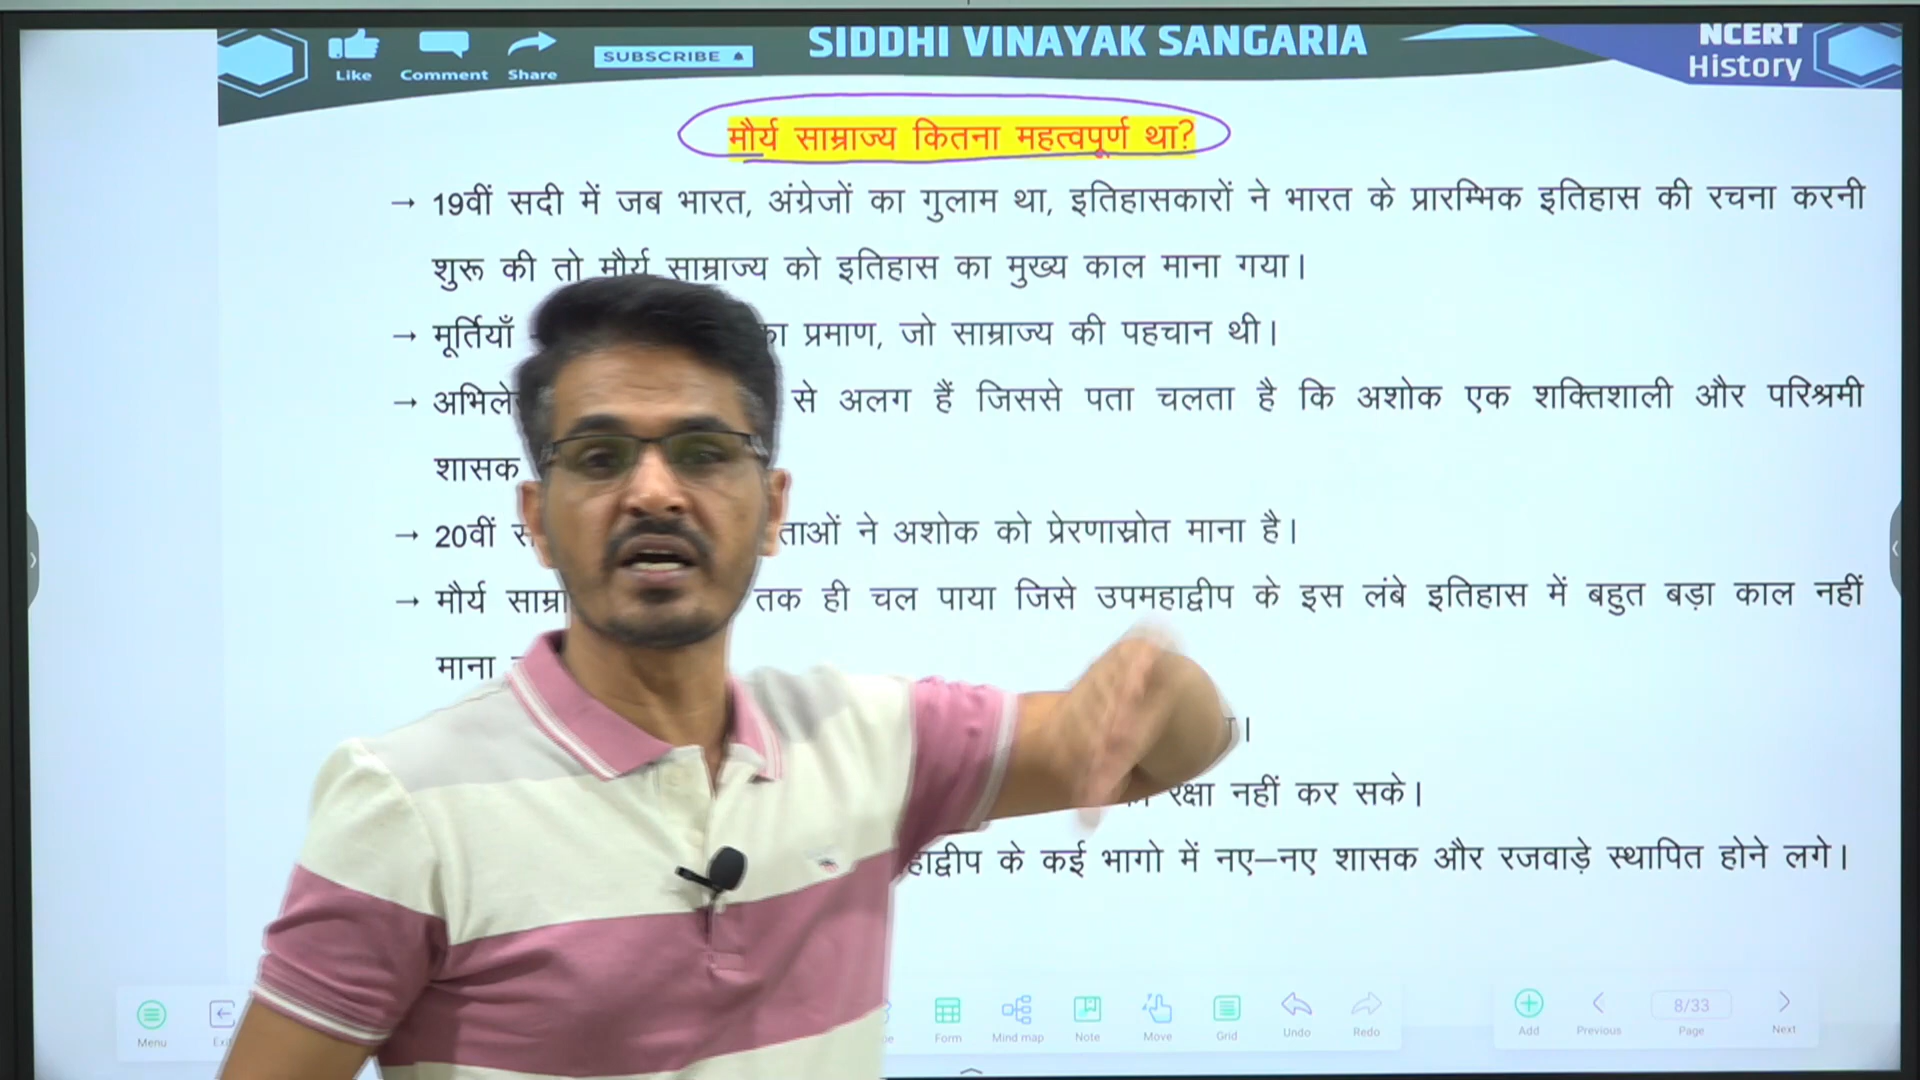 Like
Comment
Share
SUBSCRIBE
SIDDHI VINAYAK SANGARIA
NCERT
History
मौर्य साम्राज्य कितना महत्वपूर्ण था?
→ 19वीं सदी में जब भारत, अंग्रेजों का गुलाम था, इतिहासकारों ने भारत के प्रारम्भिक इतिहास की रचना करनी
शुरू की तो मौर्य साम्राज्य को इतिहास का मुख्य काल माना गया।
→ मूर्तियाँ प्रमाण, जो साम्राज्य की पहचान थी।
→ से अलग हैं जिससे पता चलता है कि अशोक एक शक्तिशाली और परिश्रमी
शासक
→ 20वीं ने अशोक को प्रेरणास्रोत माना है।
→ मौर्य तक ही चल पाया जिसे उपमहाद्वीप के इस लंबे इतिहास में बहुत बड़ा काल नहीं
माना
रक्षा नहीं कर सके।
के कई भागो में नए–नए शासक और रजवाड़े स्थापित होने लगे।
Menu
Form
Mind map
Note
Move
Grid
Undo
Redo
Add
Previous
8/33
Page
Next